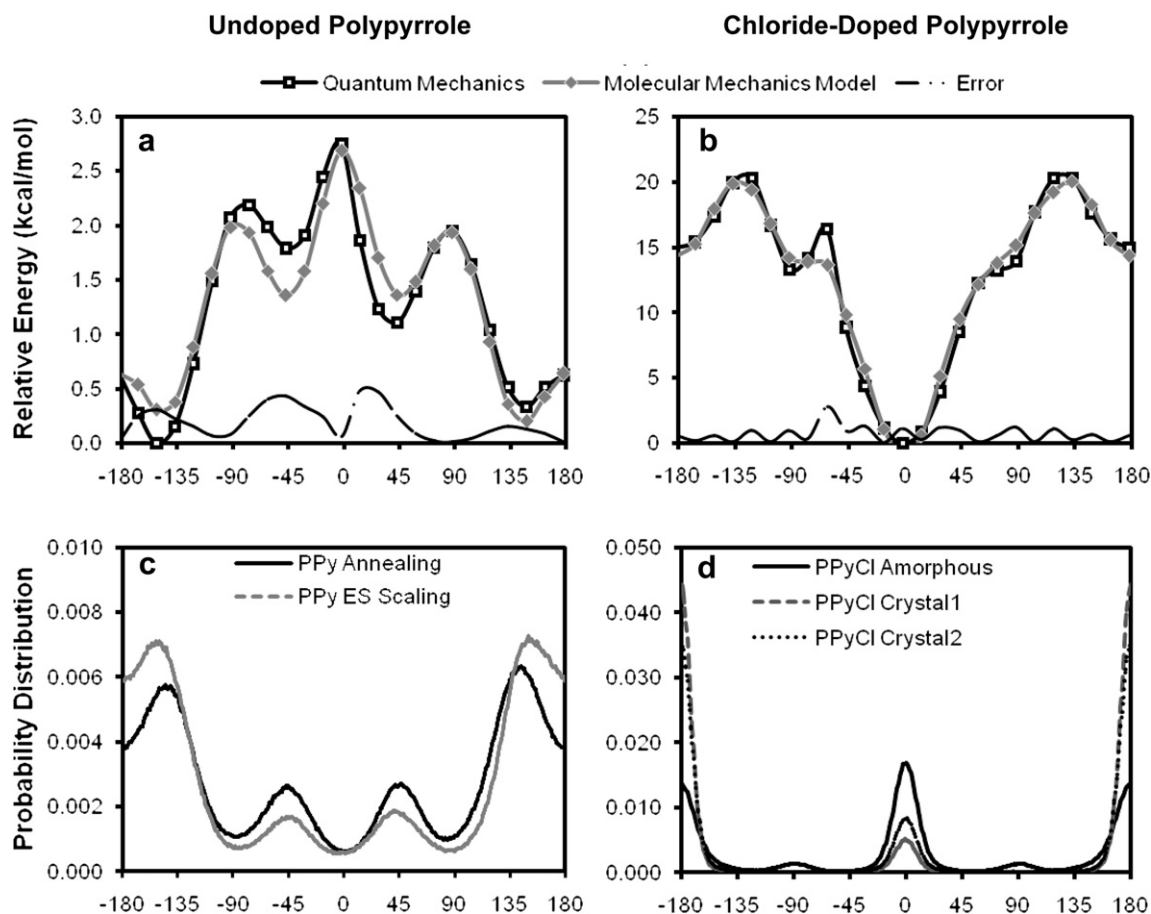 Undoped Polypyrrole
Chloride-Doped Polypyrrole
Quantum Mechanics
Molecular Mechanics Model
Error
Relative Energy (kcal/mol)
a
3.0
2.5
2.0
1.5
1.0
0.5
0.0
-180 -135 -90 -45 0 45 90 135 180
b
25
20
15
10
5
0
-180 -135 -90 -45 0 45 90 135 180
Probability Distribution
c
PPy Annealing
PPy ES Scaling
0.010
0.008
0.006
0.004
0.002
0.000
-180 -135 -90 -45 0 45 90 135 180
d
PPyCl Amorphous
PPyCl Crystal1
PPyCl Crystal2
0.050
0.040
0.030
0.020
0.010
0.000
-180 -135 -90 -45 0 45 90 135 180